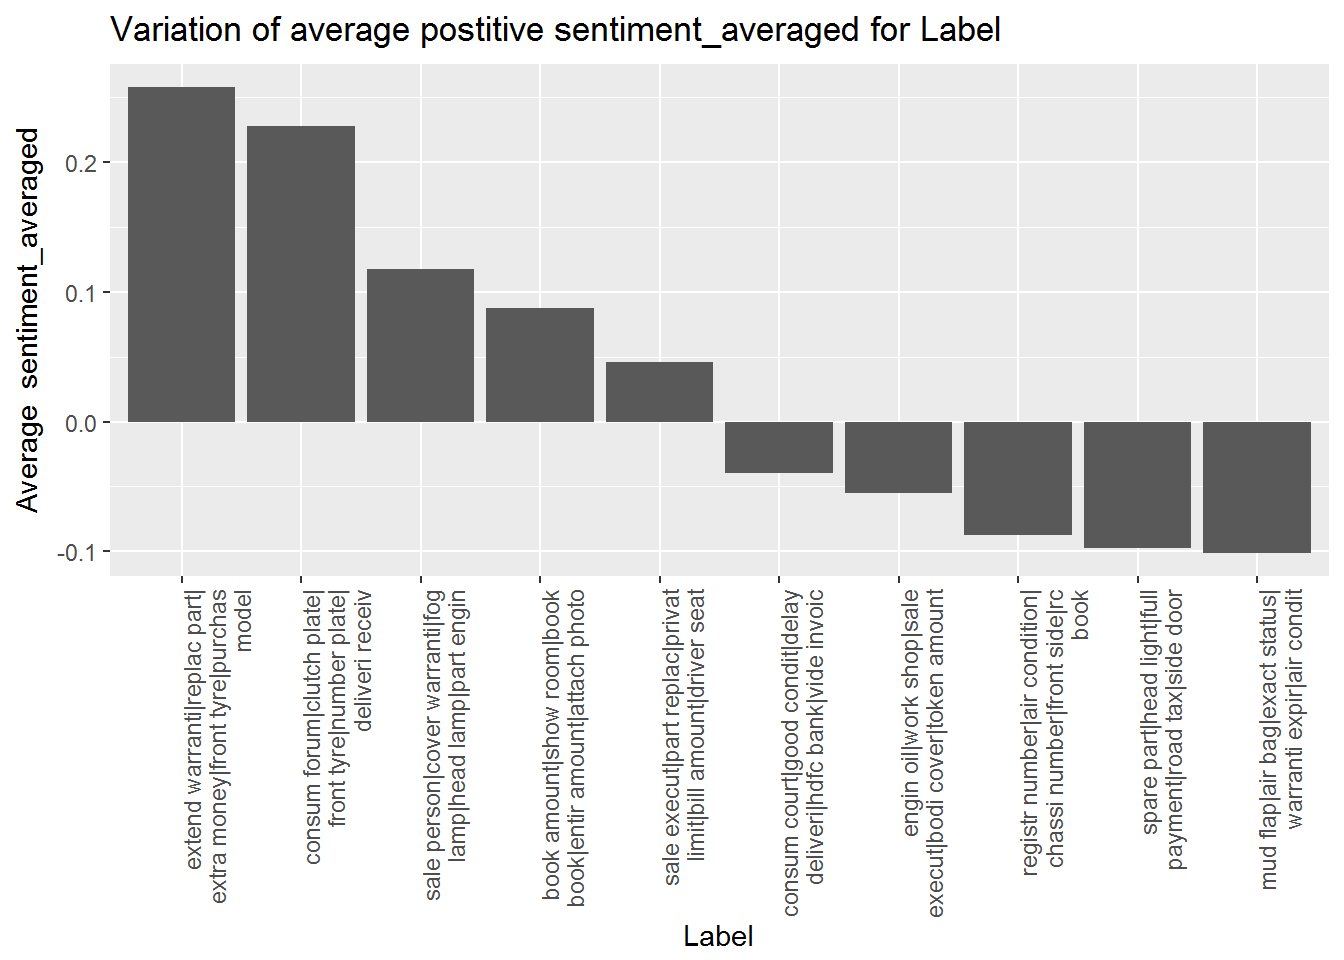 Variation of average postitive sentiment_averaged for Label
Average  sentiment_averaged
0.2
0.1
0.0
-0.1
extend warranti|replac part|
extra money|front tyre|purchas
model
consum forum|clutch plate|
front tyre|number plate|
deliveri receiv
sale person|cover warranti|fog
lamp|head lamp|part engin
book amount|show room|book
book|entir amount|attach photo
sale execut|part replac|privat
limit|bill amount|driver seat
consum court|good condit|delay
deliveri|hdfc bank|vide invoic
engin oil|work shop|sale
execut|bodi cover|token amount
registr number|air condition|
chassi number|front side|rc
book
spare part|head light|full
payment|road tax|side door
mud flap|air bag|exact status|
warranti expir|air condit
Label